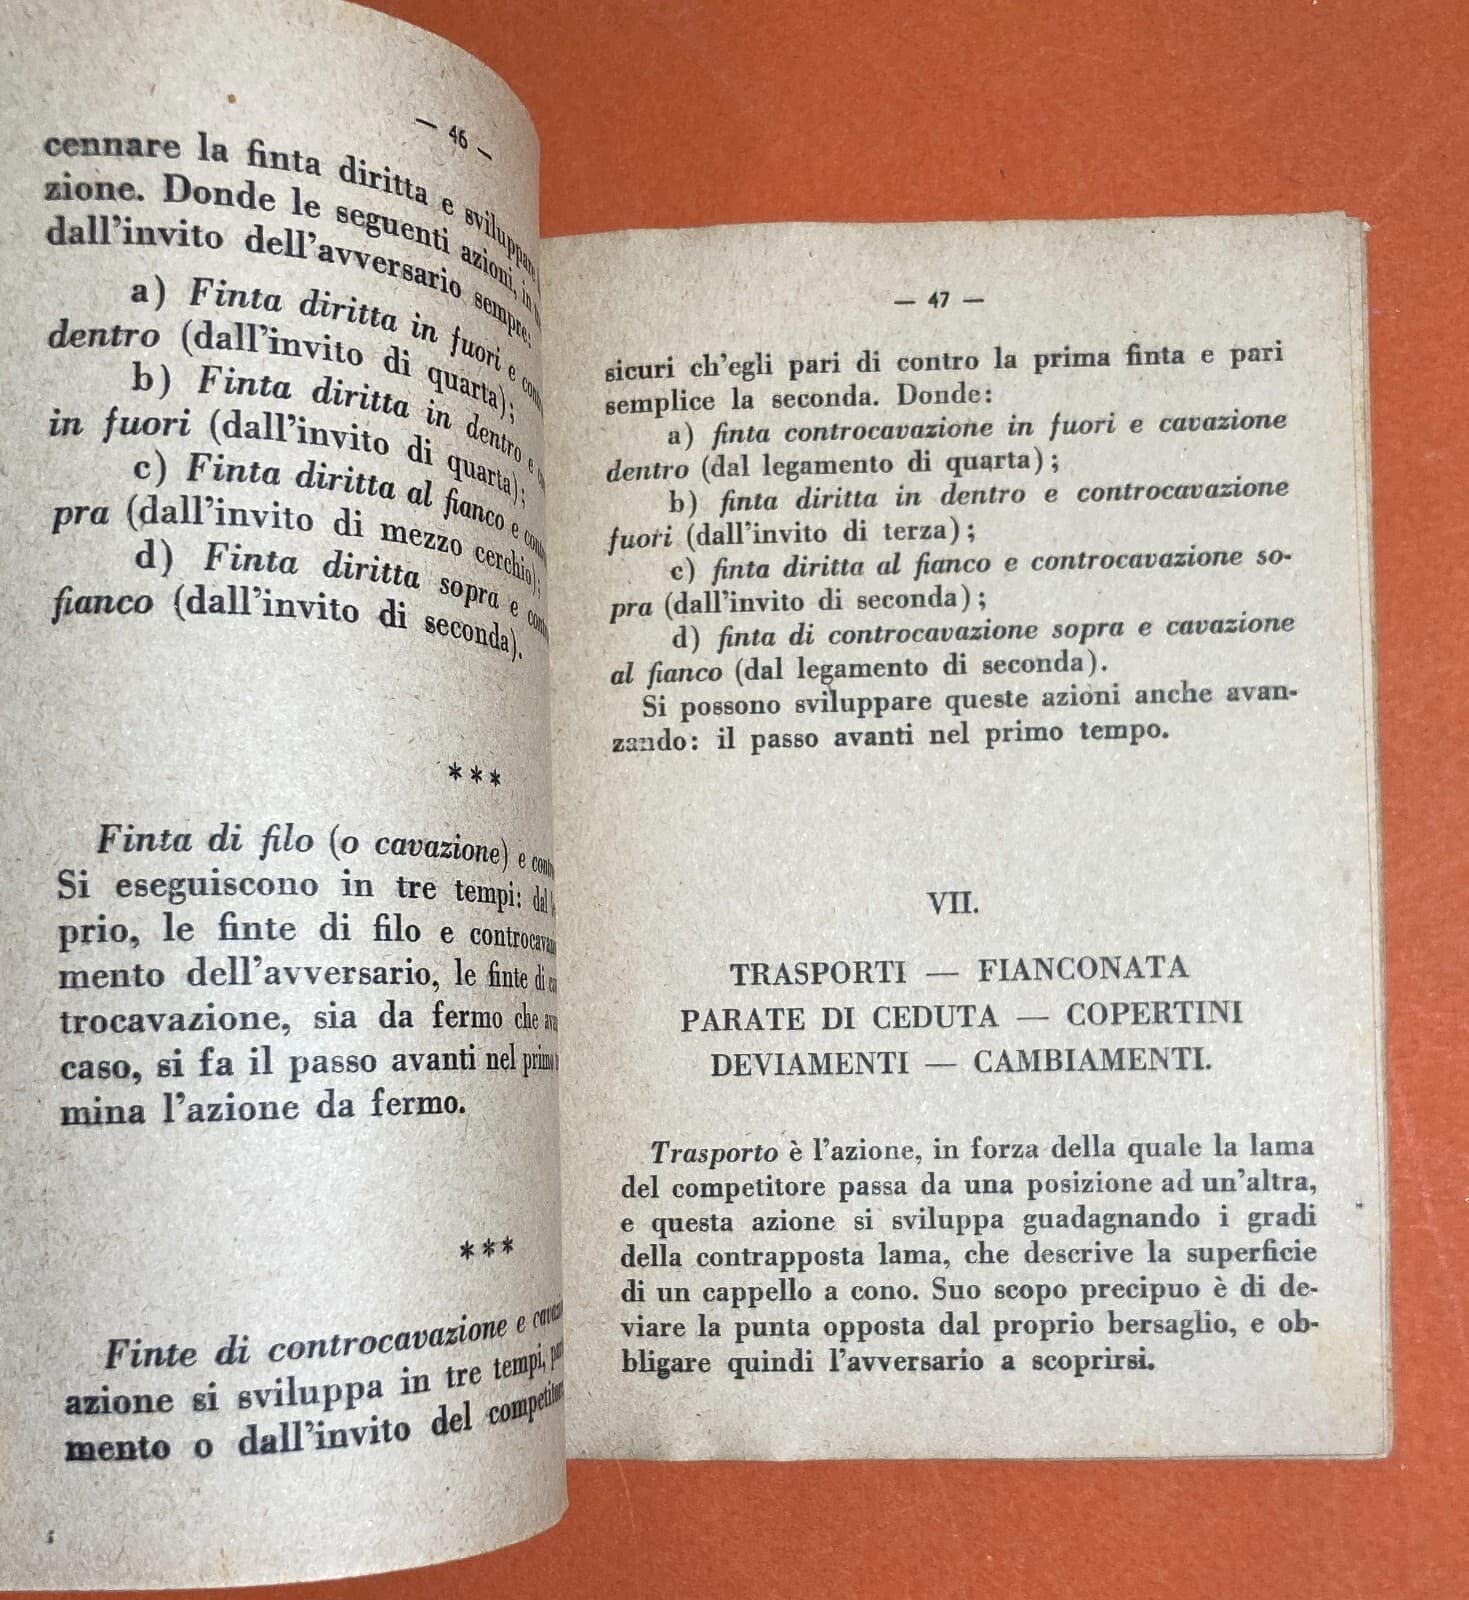 — 46 —
cennare la finta diritta e sviluppare
zione. Donde le seguenti azioni, in
dall'invito dell'avversario sempre:
a) Finta diritta in fuori e
dentro (dall'invito di quarta);
b) Finta diritta in dentro e
in fuori (dall'invito di quarta);
c) Finta diritta al fianco e
pra (dall'invito di mezzo cerchio);
d) Finta diritta sopra e
fianco (dall'invito di seconda).
***
Finta di filo (o cavazione) e
Si eseguiscono in tre tempi: dal
prio, le finte di filo e
mento dell'avversario, le finte di
trocavazione, sia da fermo che
caso, si fa il passo avanti nel
mina l'azione da fermo.
***
Finte di controcavazione e
azione si sviluppa in tre tempi,
mento o dall'invito del
— 47 —
sicuri ch'egli pari di contro la prima finta e pari
semplice la seconda. Donde:
a) finta controcavazione in fuori e cavazione
dentro (dal legamento di quarta);
b) finta diritta in dentro e controcavazione
fuori (dall'invito di terza);
c) finta diritta al fianco e controcavazione so-
pra (dall'invito di seconda);
d) finta di controcavazione sopra e cavazione
al fianco (dal legamento di seconda).
Si possono sviluppare queste azioni anche avan-
zando: il passo avanti nel primo tempo.
VII.
TRASPORTI — FIANCONATA
PARATE DI CEDUTA — COPERTINI
DEVIAMENTI — CAMBIAMENTI.
Trasporto è l'azione, in forza della quale la lama
del competitore passa da una posizione ad un'altra,
e questa azione si sviluppa guadagnando i gradi
della contrapposta lama, che descrive la superficie
di un cappello a cono. Suo scopo precipuo è di de-
viare la punta opposta dal proprio bersaglio, e ob-
bligare quindi l'avversario a scoprirsi.